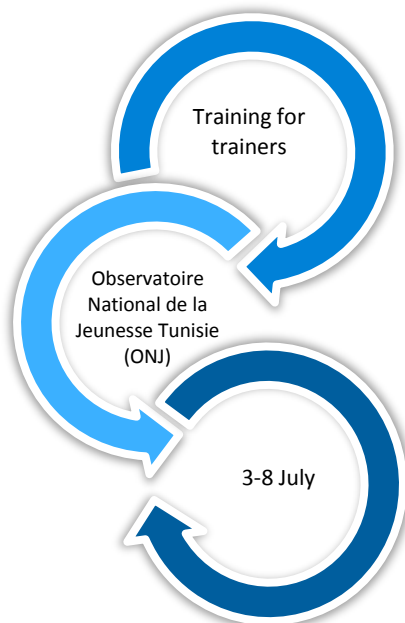 Training for
trainers
Observatoire
National de la
Jeunesse Tunisie
(ONJ)
3-8 July